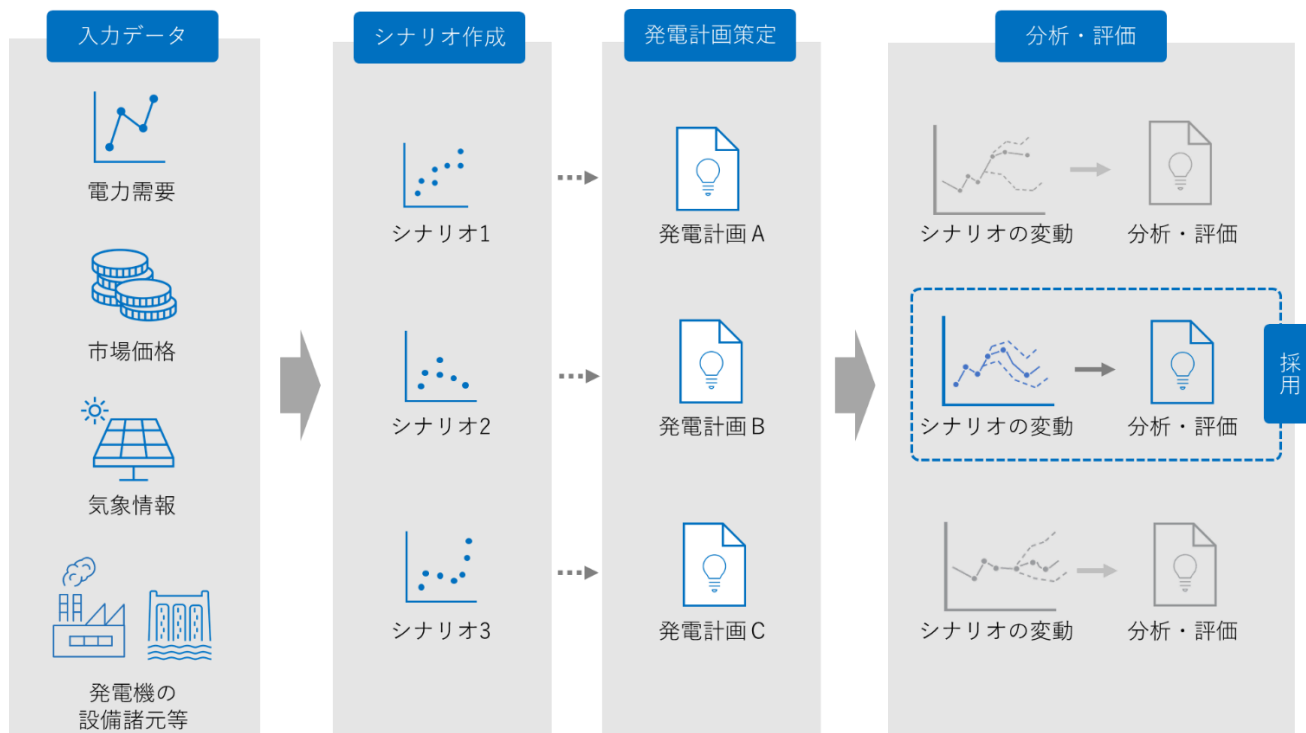 入力データ
電力需要
市場価格
気象情報
発電機の
設備諸元等
シナリオ作成
シナリオ1
シナリオ2
シナリオ3
発電計画策定
発電計画A
発電計画B
発電計画C
分析・評価
シナリオの変動
分析・評価
シナリオの変動
分析・評価
採用
シナリオの変動
分析・評価